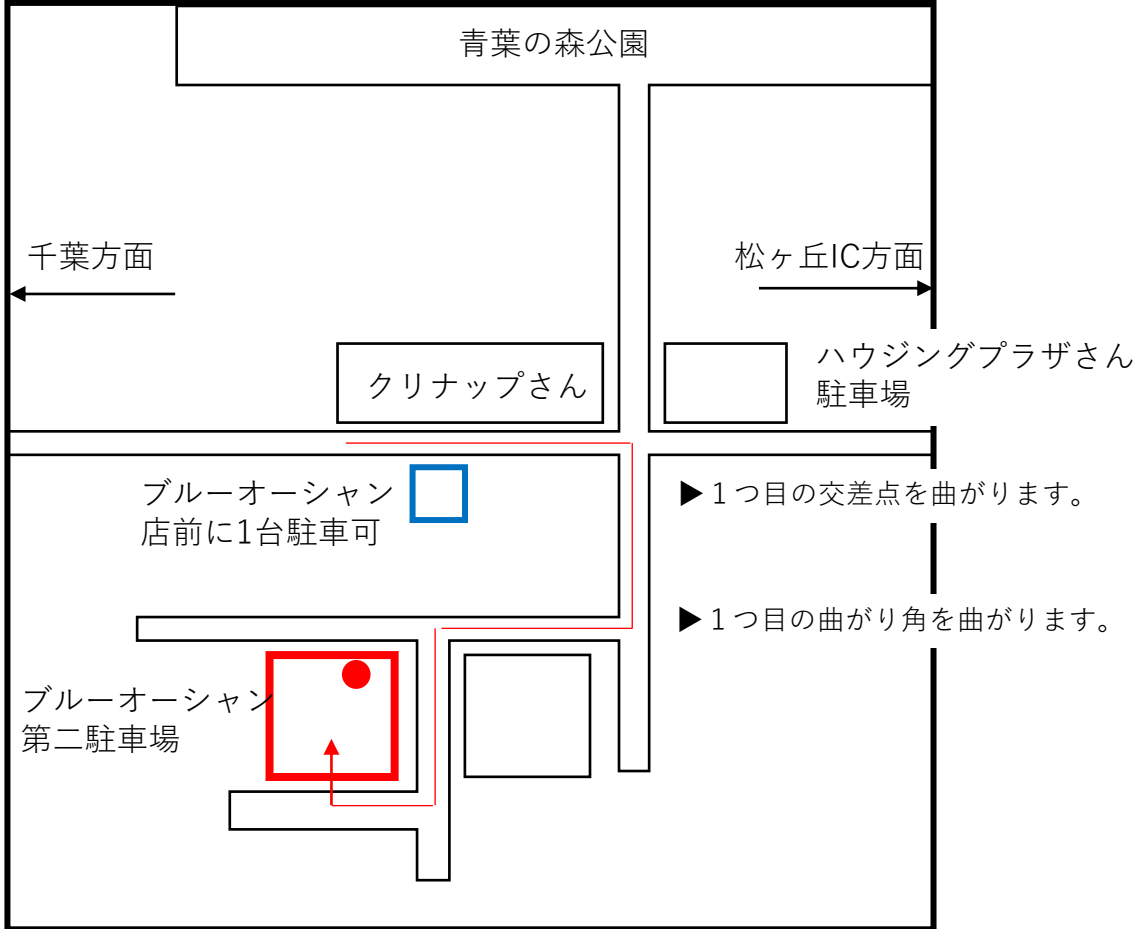 青葉の森公園
千葉方面
松ヶ丘IC方面
クリナップさん
ハウジングプラザさん
駐車場
ブルーオーシャン
店前に1台駐車可
▶１つ目の交差点を曲がります。
▶１つ目の曲がり角を曲がります。
ブルーオーシャン
第二駐車場